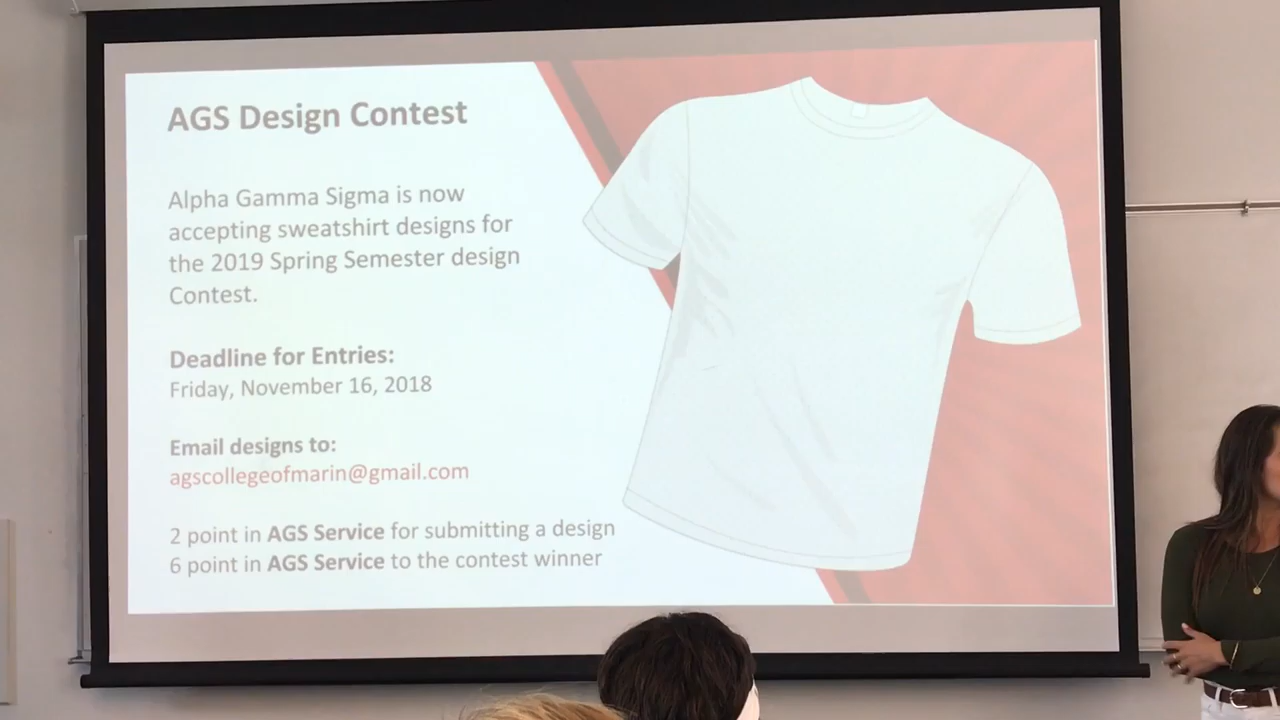 AGS Design Contest
Alpha Gamma Sigma is now
accepting sweatshirt designs for
the 2019 Spring Semester design
Contest.
Deadline for Entries:
Friday, November 16, 2018
Email designs to:
agscollegeofmarin@gmail.com
2 point in AGS Service for submitting a design
6 point in AGS Service to the contest winner